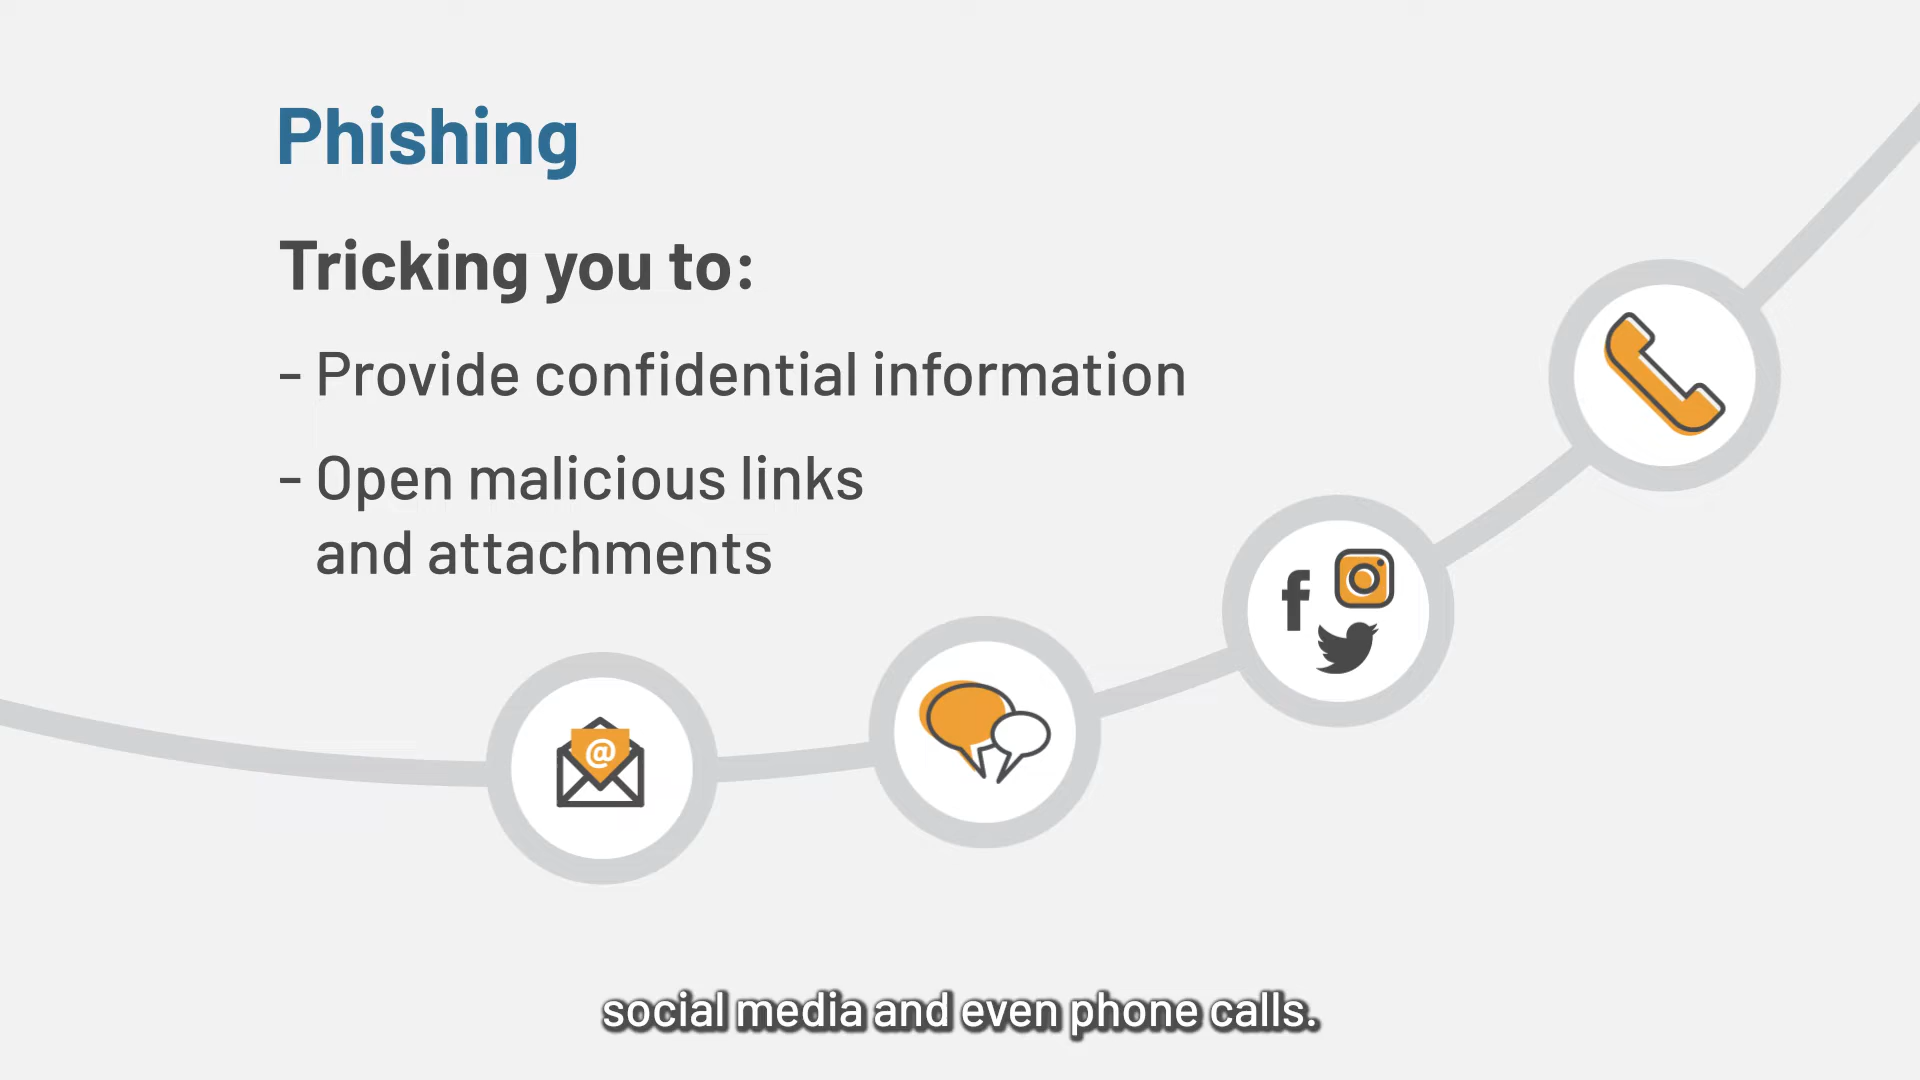 Phishing
Tricking you to:
- Provide confidential information
- Open malicious links
and attachments
@
f
social media and even phone calls.